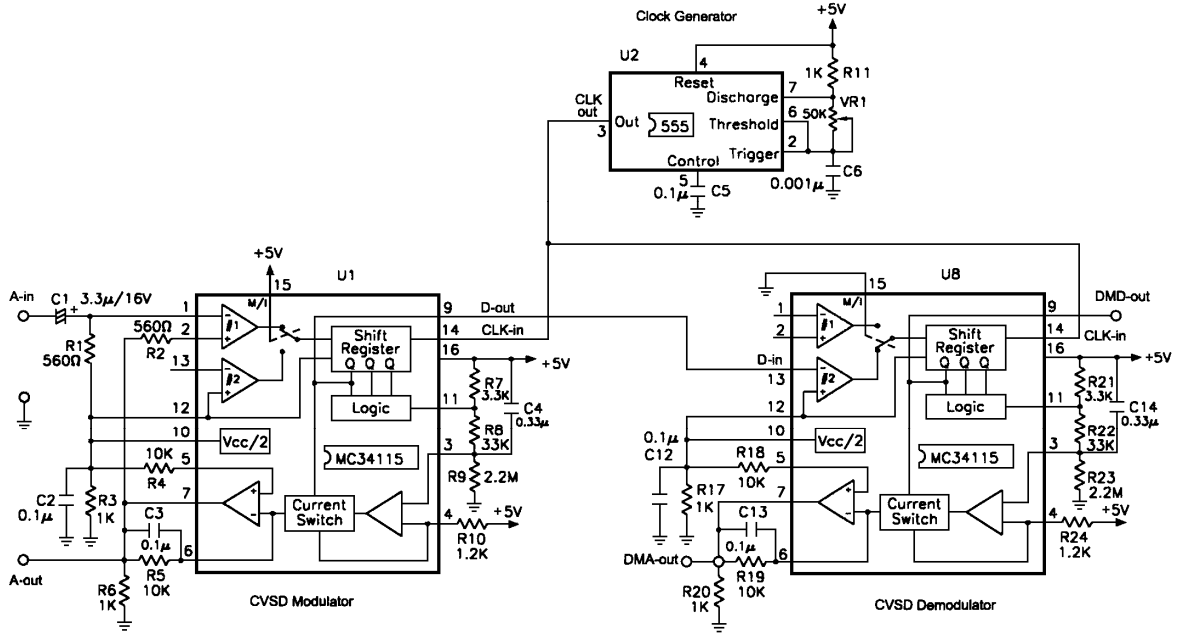 Clock Generator
+5V
U2
4
Reset
1K R11
CLK
out
3
Out
555
Discharge
7
VR1
50K
Threshold
6
Trigger
2
Control
5
0.1μ
C5
C6
0.001μ
+5V
15
U1
M/I
A-in
C1
+
3.3μ/16V
1
−
#1
2
+
560Ω
R2
R1
560Ω
13
−
#2
+
Shift
Register
Q Q Q
Logic
9
D-out
14
CLK-in
16
+5V
R7
3.3K
C4
0.33μ
11
R8
33K
3
R9
2.2M
12
10
Vcc/2
MC34115
10K
R4
5
7
+
−
Current
Switch
4
+5V
R10
1.2K
C2
0.1μ
R3
1K
C3
0.1μ
6
R5
10K
A-out
R6
1K
CVSD Modulator
15
U8
M/I
1
−
#1
2
+
D-in
13
−
#2
+
Shift
Register
Q Q Q
Logic
9
DMD-out
14
CLK-in
16
+5V
R21
3.3K
C14
0.33μ
11
R22
33K
3
R23
2.2M
12
10
Vcc/2
MC34115
0.1μ
C12
R18
10K
5
7
+
−
Current
Switch
4
+5V
R24
1.2K
R17
1K
C13
0.1μ
6
DMA-out
R19
10K
R20
1K
CVSD Demodulator